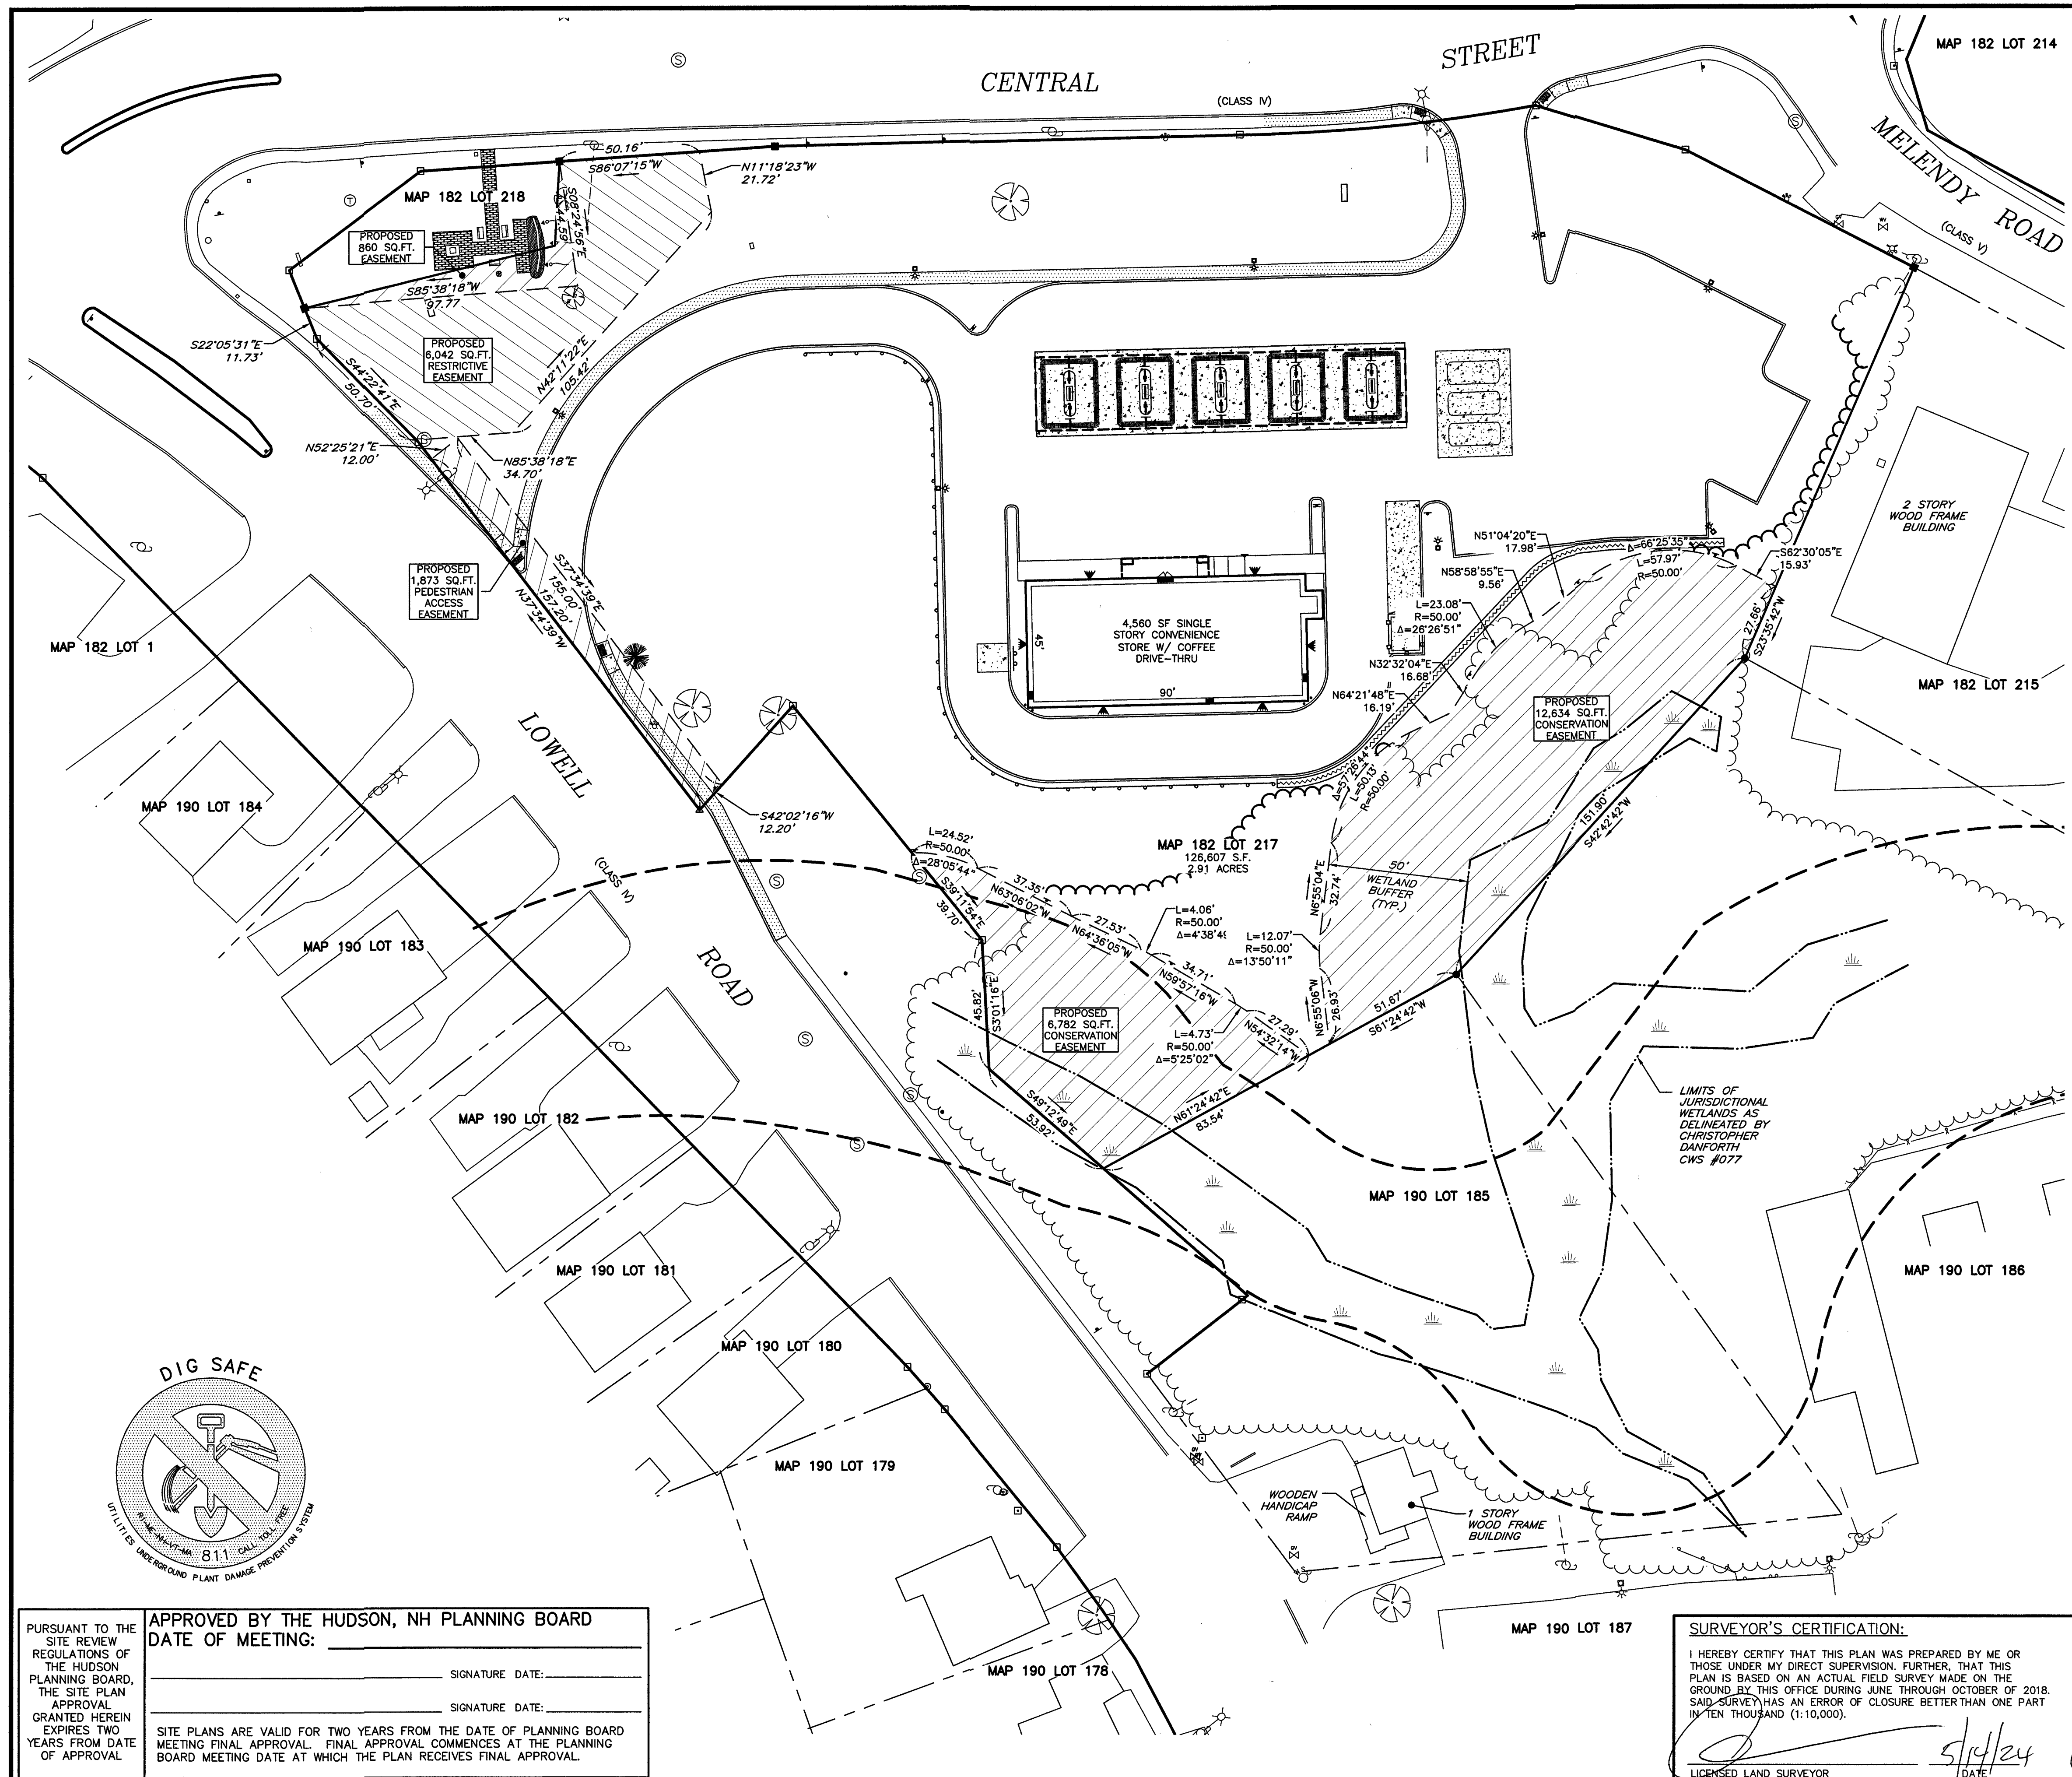 CENTRAL
STREET
(CLASS IV)
MAP 182 LOT 214
MELENDY ROAD
(CLASS V)
50.16'
S86°07'15"W
N11°18'23"W
21.72'
MAP 182 LOT 218
S08°24'56"E
44.59'
PROPOSED
860 SQ.FT.
EASEMENT
S85°38'18"W
97.77
S22°05'31"E
11.73'
PROPOSED
6,042 SQ.FT.
RESTRICTIVE
EASEMENT
N42°11'22"E
105.42'
S44°22'41"E
50.70'
N52°25'21"E
12.00'
N85°38'18"E
34.70'
PROPOSED
1,873 SQ.FT.
PEDESTRIAN
ACCESS
EASEMENT
S37°34'39"E
155.00'
157.20'
N37°34'39"W
2 STORY
WOOD FRAME
BUILDING
N51°04'20"E
17.98'
Δ=66°25'35"
L=57.97'
R=50.00'
S62°30'05"E
15.93'
N58°58'55"E
9.56'
L=23.08'
R=50.00'
Δ=26°26'51"
27.66'
S23°35'42"W
4,560 SF SINGLE
STORY CONVENIENCE
STORE W/ COFFEE
DRIVE-THRU
45'
90'
N32°32'04"E
16.68'
N64°21'48"E
16.19'
MAP 182 LOT 1
MAP 182 LOT 215
PROPOSED
12,634 SQ.FT.
CONSERVATION
EASEMENT
LOWELL
ROAD
(CLASS IV)
Δ=57°26'44"
L=50.13'
R=50.00'
151.90'
S42°42'42"W
MAP 190 LOT 184
S42°02'16"W
12.20'
MAP 182 LOT 217
126,607 S.F.
2.91 ACRES
L=24.52'
R=50.00'
Δ=28°05'44"
37.35'
N63°06'02"W
S39°11'54"E
39.70'
50'
WETLAND
BUFFER
(TYP.)
N6°55'04"E
32.74'
27.53'
N64°36'05"W
L=4.06'
R=50.00'
Δ=4°38'49
L=12.07'
R=50.00'
Δ=13°50'11"
MAP 190 LOT 183
34.71'
N59°57'16"W
45.82'
S3°01'16"E
PROPOSED
6,782 SQ.FT.
CONSERVATION
EASEMENT
L=4.73'
R=50.00'
Δ=5°25'02"
27.29'
N54°32'14"W
N6°55'06"W
26.93'
51.67'
S61°24'42"W
S49°12'49"E
53.92'
N61°24'42"E
83.54'
LIMITS OF
JURISDICTIONAL
WETLANDS AS
DELINEATED BY
CHRISTOPHER
DANFORTH
CWS #077
MAP 190 LOT 182
MAP 190 LOT 185
MAP 190 LOT 181
MAP 190 LOT 186
MAP 190 LOT 180
MAP 190 LOT 179
WOODEN
HANDICAP
RAMP
1 STORY
WOOD FRAME
BUILDING
MAP 190 LOT 187
MAP 190 LOT 178
DIG SAFE
RI-ME-NH-VT-MA 811 CALL TOLL FREE
UTILITIES UNDERGROUND PLANT DAMAGE PREVENTION SYSTEM
PURSUANT TO THE
SITE REVIEW
REGULATIONS OF
THE HUDSON
PLANNING BOARD,
THE SITE PLAN
APPROVAL
GRANTED HEREIN
EXPIRES TWO
YEARS FROM DATE
OF APPROVAL
APPROVED BY THE HUDSON, NH PLANNING BOARD
DATE OF MEETING:
SIGNATURE DATE:
SIGNATURE DATE:
SITE PLANS ARE VALID FOR TWO YEARS FROM THE DATE OF PLANNING BOARD
MEETING FINAL APPROVAL. FINAL APPROVAL COMMENCES AT THE PLANNING
BOARD MEETING DATE AT WHICH THE PLAN RECEIVES FINAL APPROVAL.
SURVEYOR'S CERTIFICATION:
I HEREBY CERTIFY THAT THIS PLAN WAS PREPARED BY ME OR
THOSE UNDER MY DIRECT SUPERVISION. FURTHER, THAT THIS
PLAN IS BASED ON AN ACTUAL FIELD SURVEY MADE ON THE
GROUND BY THIS OFFICE DURING JUNE THROUGH OCTOBER OF 2018.
SAID SURVEY HAS AN ERROR OF CLOSURE BETTER THAN ONE PART
IN TEN THOUSAND (1:10,000).
5/14/24
LICENSED LAND SURVEYOR
DATE